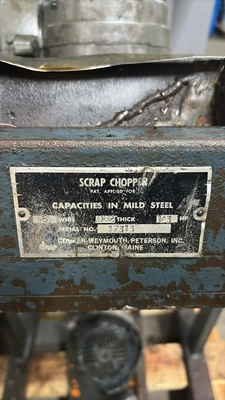 SCRAP CHOPPER
PAT. APPLIED FOR
CAPACITIES IN MILD STEEL
WIDE THICK HP
SERIAL NO.
COOPER-WEYMOUTH, PETERSON, INC.
CLINTON, MAINE